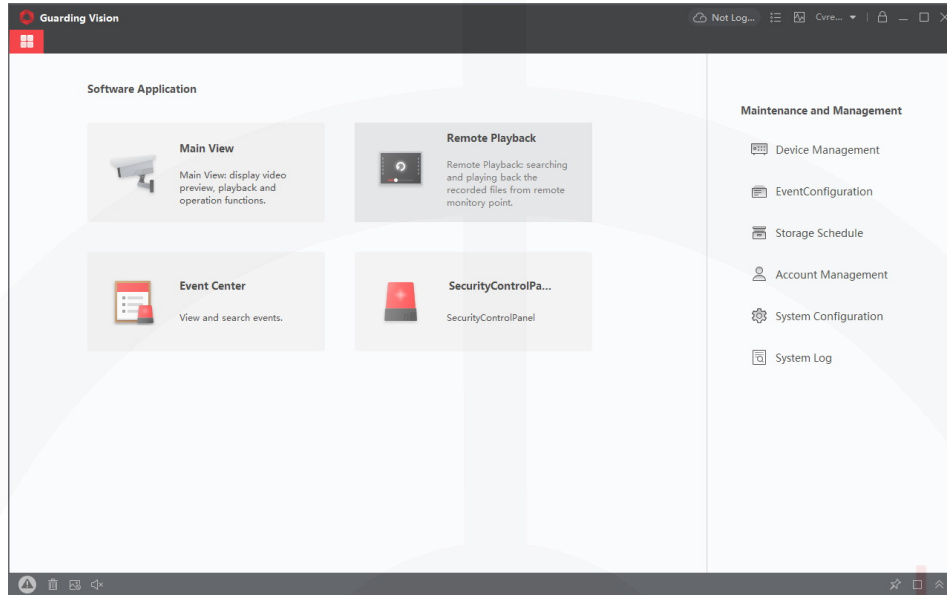 Guarding Vision
Not Log...
Cvre...
Software Application
Main View
Main View: display video
preview, playback and
operation functions.
Remote Playback
Remote Playback: searching
and playing back the
recorded files from remote
monitory point.
Event Center
View and search events.
SecurityControlPa...
SecurityControlPanel
Maintenance and Management
Device Management
EventConfiguration
Storage Schedule
Account Management
System Configuration
System Log